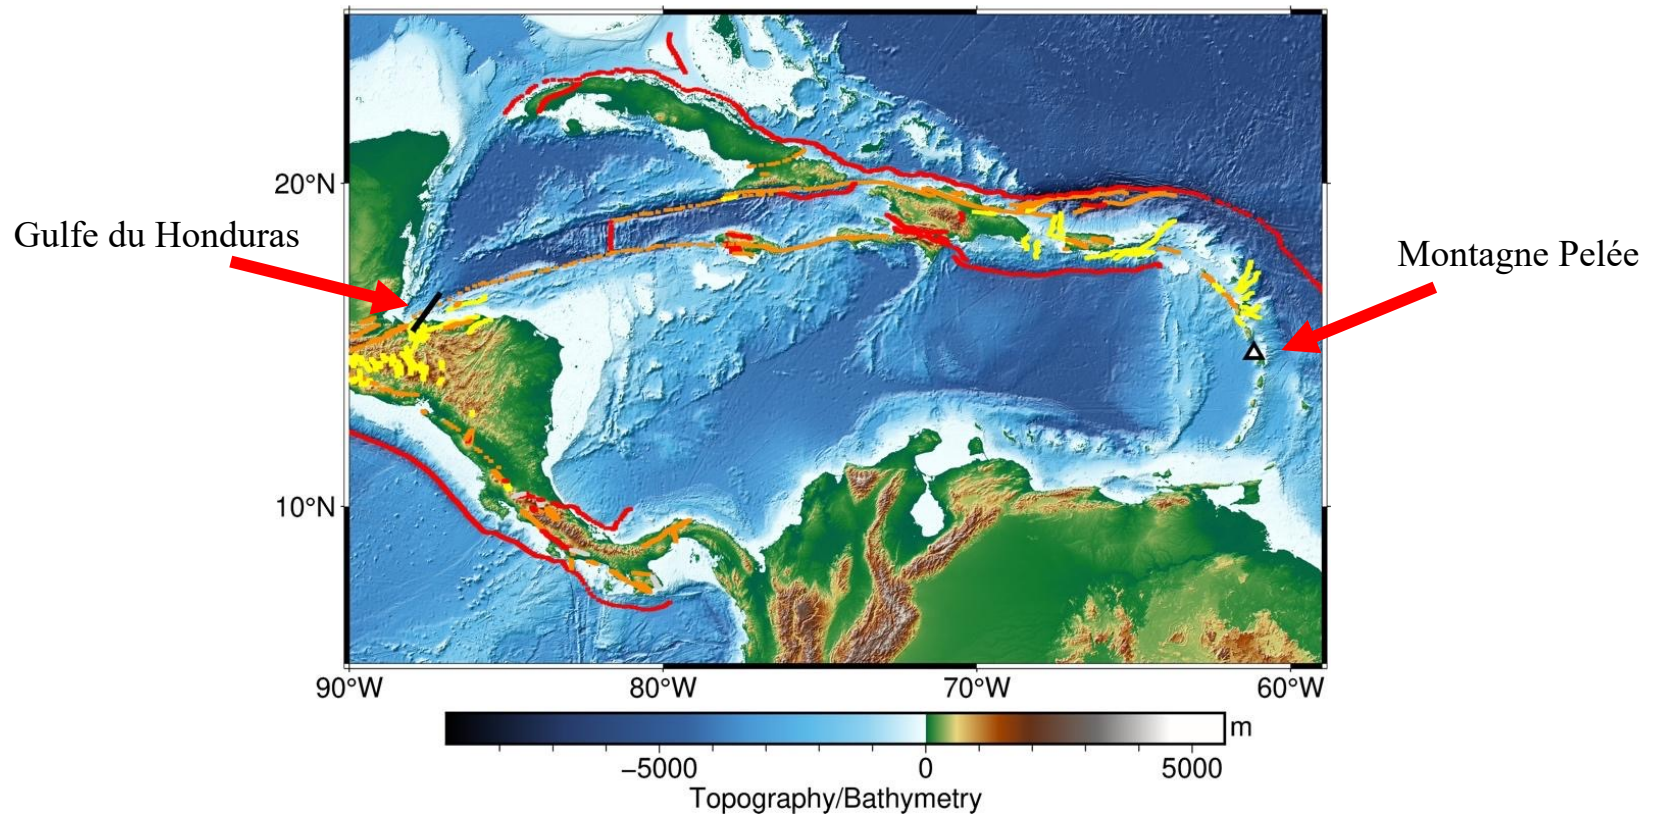 20°N
Gulfe du Honduras
Montagne Pelée
10°N
90°W 80°W 70°W 60°W
m
−5000 0 5000
Topography/Bathymetry